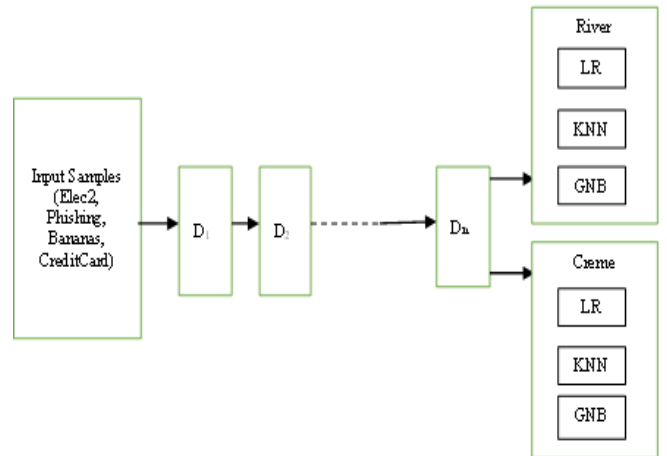 Input Samples
(Elec2,
Phishing,
Bananas,
CreditCard)
D1
D2
Dn
River
LR
KNN
GNB
Creme
LR
KNN
GNB